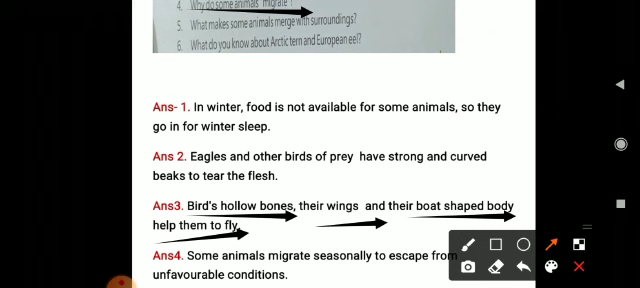 4. Why do some animals migrate?
5. What makes some animals merge with surroundings?
6. What do you know about Arctic tern and European eel?
Ans- 1. In winter, food is not available for some animals, so they
go in for winter sleep.
Ans 2. Eagles and other birds of prey have strong and curved
beaks to tear the flesh.
Ans3. Bird's hollow bones, their wings and their boat shaped body
help them to fly.
Ans4. Some animals migrate seasonally to escape from
unfavourable conditions.